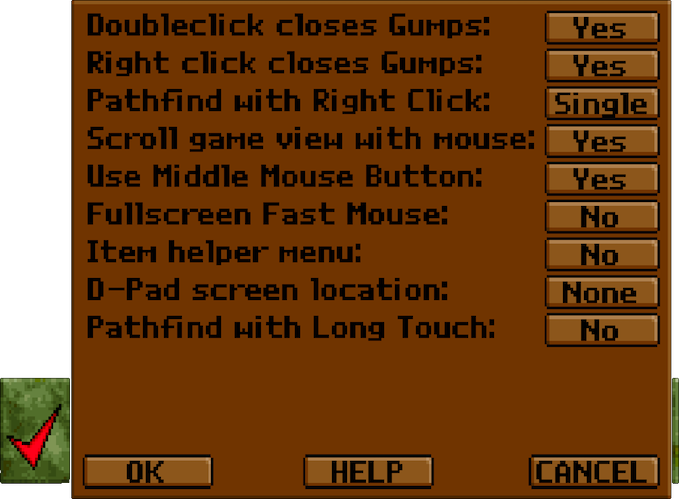 Doubleclick closes Gumps: Yes
Right click closes Gumps: Yes
Pathfind with Right Click: Single
Scroll game view with mouse: Yes
Use Middle Mouse Button: Yes
Fullscreen Fast Mouse: No
Item helper menu: No
D-Pad screen location: None
Pathfind with Long Touch: No
OK HELP CANCEL